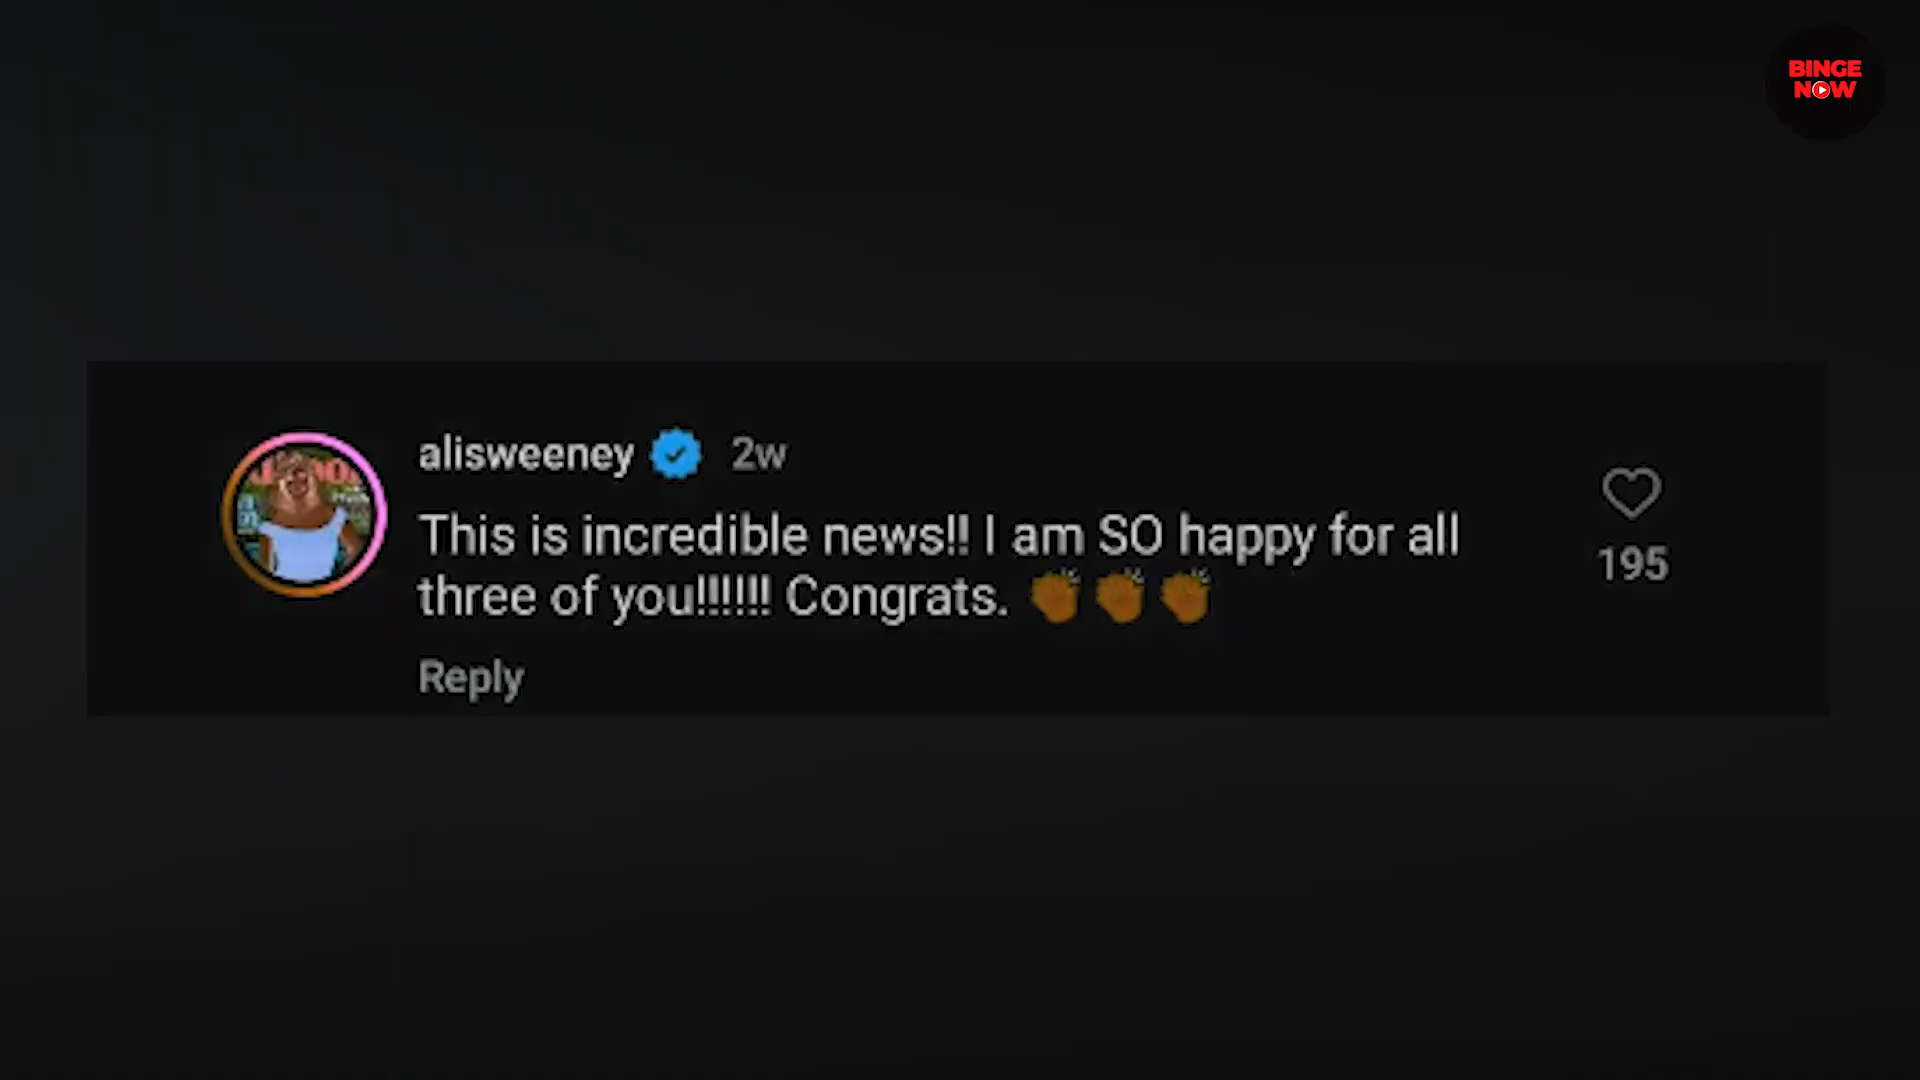 BINGE
NOW
alisweeney 2w
This is incredible news!! I am SO happy for all
three of you!!!!!! Congrats. 👏👏👏
195
Reply